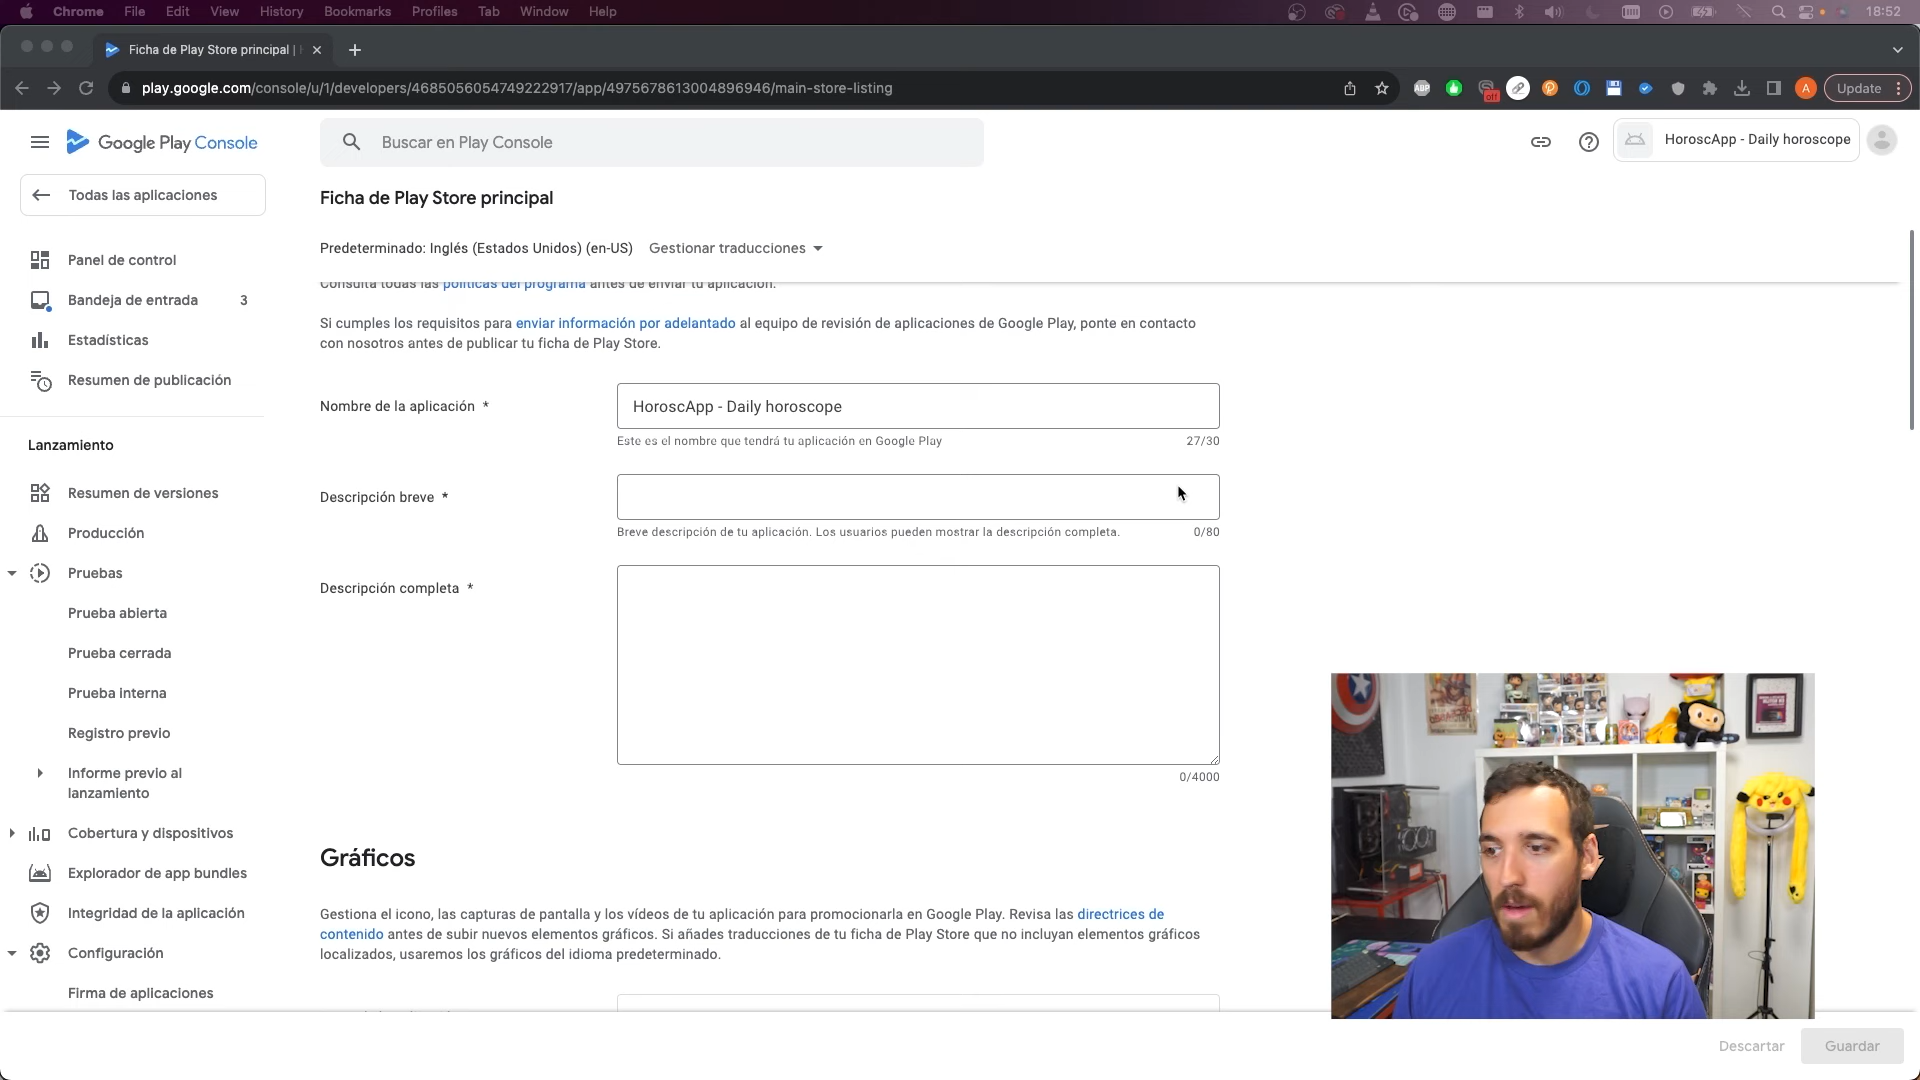 Chrome File Edit View History Bookmarks Profiles Tab Window Help 18:52
Ficha de Play Store principal |
play.google.com/console/u/1/developers/4685056054749222917/app/4975678613004896946/main-store-listing
ABP off A Update
Google Play Console
Buscar en Play Console
HoroscApp - Daily horoscope
Todas las aplicaciones
Panel de control
Bandeja de entrada 3
Estadísticas
Resumen de publicación
Lanzamiento
Resumen de versiones
Producción
Pruebas
Prueba abierta
Prueba cerrada
Prueba interna
Registro previo
Informe previo al
lanzamiento
Cobertura y dispositivos
Explorador de app bundles
Integridad de la aplicación
Configuración
Firma de aplicaciones
Ficha de Play Store principal
Predeterminado: Inglés (Estados Unidos) (en-US) Gestionar traducciones
Consulta todas las políticas del programa antes de enviar tu aplicación.
Si cumples los requisitos para enviar información por adelantado al equipo de revisión de aplicaciones de Google Play, ponte en contacto
con nosotros antes de publicar tu ficha de Play Store.
Nombre de la aplicación *
HoroscApp - Daily horoscope
Este es el nombre que tendrá tu aplicación en Google Play 27/30
Descripción breve *
Breve descripción de tu aplicación. Los usuarios pueden mostrar la descripción completa. 0/80
Descripción completa *
0/4000
Gráficos
Gestiona el icono, las capturas de pantalla y los vídeos de tu aplicación para promocionarla en Google Play. Revisa las directrices de
contenido antes de subir nuevos elementos gráficos. Si añades traducciones de tu ficha de Play Store que no incluyan elementos gráficos
localizados, usaremos los gráficos del idioma predeterminado.
Descartar Guardar